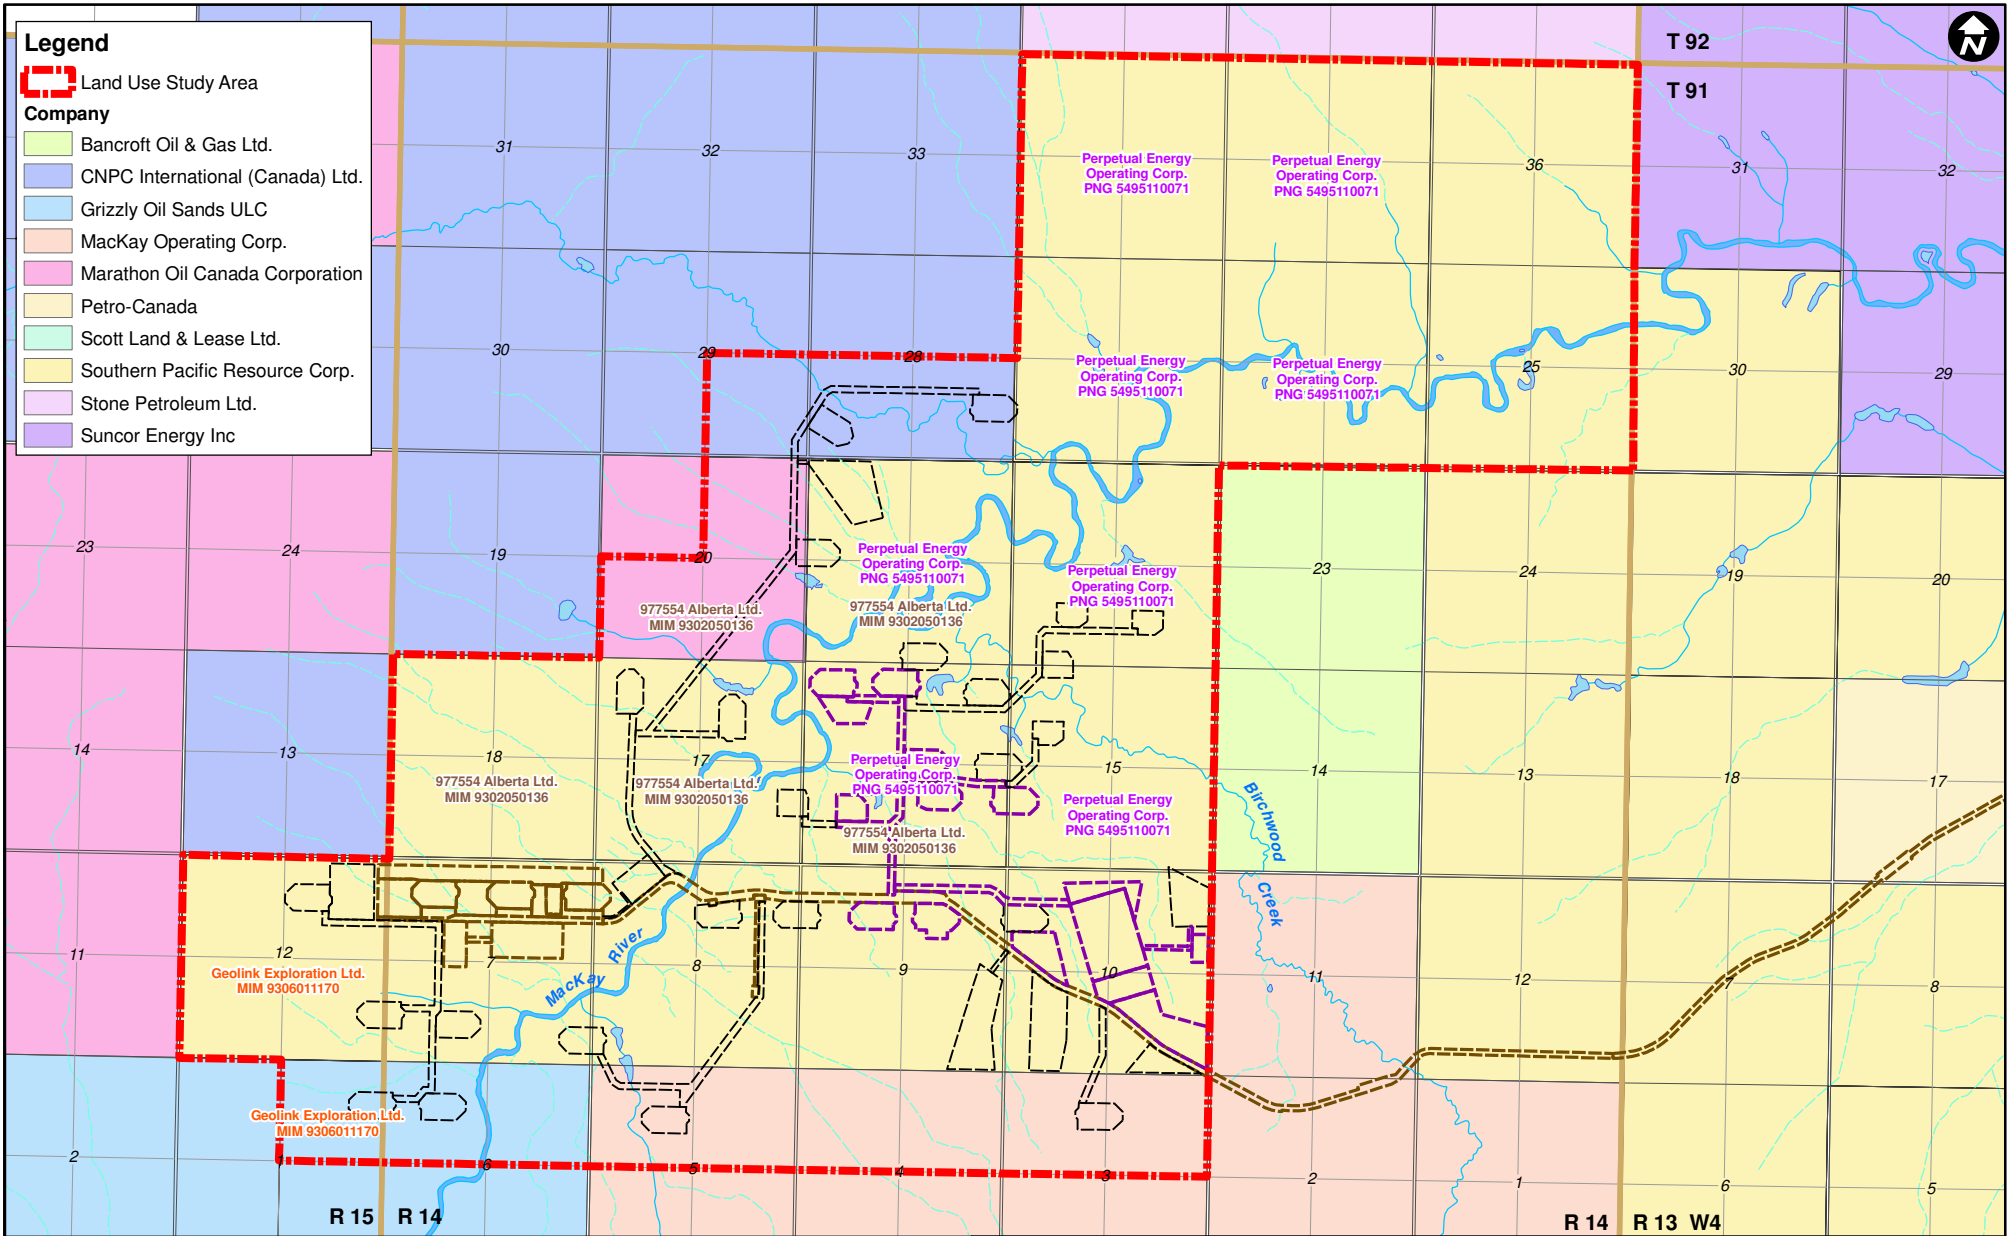 Legend
Land Use Study Area
Company
Bancroft Oil & Gas Ltd.
CNPC International (Canada) Ltd.
Grizzly Oil Sands ULC
MacKay Operating Corp.
Marathon Oil Canada Corporation
Petro-Canada
Scott Land & Lease Ltd.
Southern Pacific Resource Corp.
Stone Petroleum Ltd.
Suncor Energy Inc
N
T 92
T 91
31
32
33
36
31
32
Perpetual Energy
Operating Corp.
PNG 5495110071
Perpetual Energy
Operating Corp.
PNG 5495110071
30
29
28
25
30
29
Perpetual Energy
Operating Corp.
PNG 5495110071
Perpetual Energy
Operating Corp.
PNG 5495110071
23
24
19
20
23
24
19
20
Perpetual Energy
Operating Corp.
PNG 5495110071
Perpetual Energy
Operating Corp.
PNG 5495110071
977554 Alberta Ltd.
MIM 9302050136
977554 Alberta Ltd.
MIM 9302050136
14
13
18
17
15
14
13
18
17
977554 Alberta Ltd.
MIM 9302050136
977554 Alberta Ltd.
MIM 9302050136
Perpetual Energy
Operating Corp.
PNG 5495110071
Perpetual Energy
Operating Corp.
PNG 5495110071
977554 Alberta Ltd.
MIM 9302050136
Birchwood
Creek
MacKay
River
11
12
7
8
9
10
11
12
7
8
Geolink Exploration Ltd.
MIM 9306011170
Geolink Exploration Ltd.
MIM 9306011170
2
1
6
5
4
3
2
1
6
5
R 15
R 14
R 14
R 13 W4